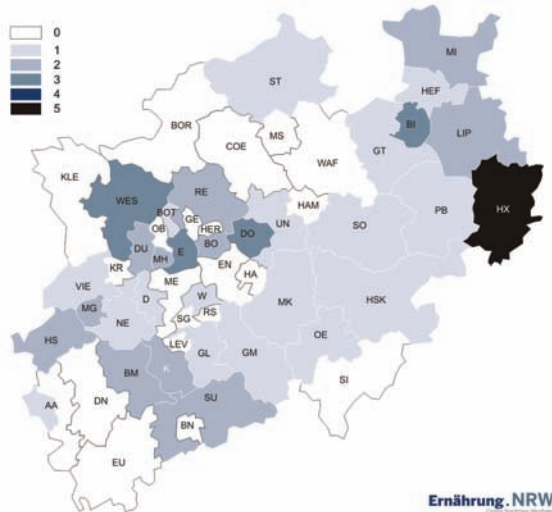 0
1
2
3
4
5
MI
ST
HEF
BOR
MS
BI
LIP
COE
GT
WAF
KLE
HX
WES
RE
HAM
PB
BOT
GE
UN
SO
OB
HER
DO
DU
MH
E
BO
EN
HA
KR
ME
VIE
D
W
MK
HSK
MG
NE
SG
RS
OE
HS
LEV
GL
GM
BM
K
SI
AA
DN
SU
BN
EU
Ernährung.NRW